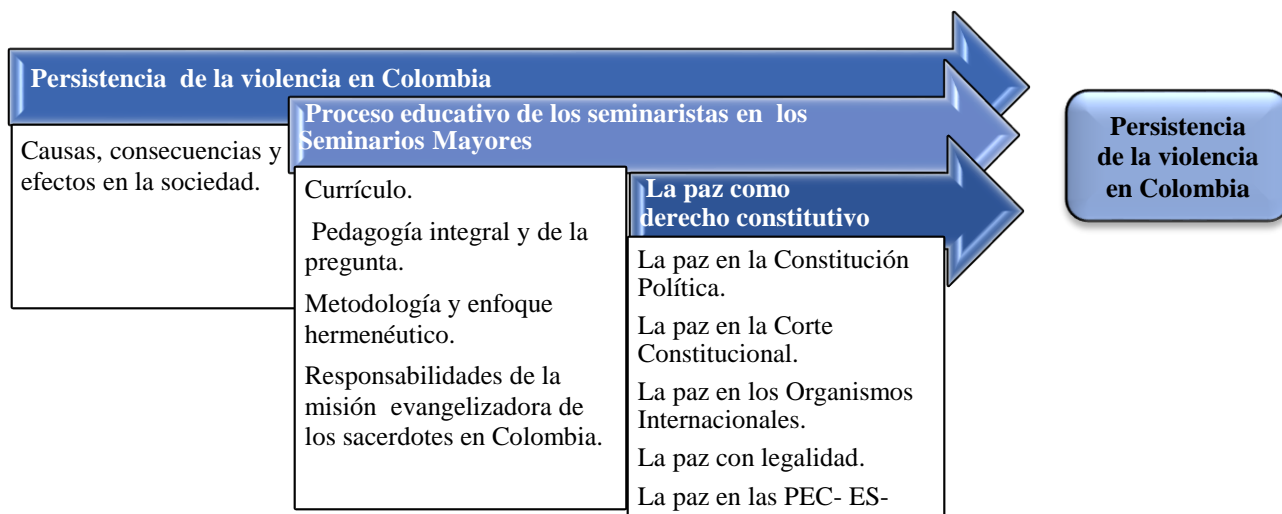 Persistencia de la violencia en Colombia
Causas, consecuencias y
efectos en la sociedad.
Proceso educativo de los seminaristas en los
Seminarios Mayores
Currículo.
Pedagogía integral y de la
pregunta.
Metodología y enfoque
hermenéutico.
Responsabilidades de la
misión evangelizadora de
los sacerdotes en Colombia.
La paz como
derecho constitutivo
La paz en la Constitución
Política.
La paz en la Corte
Constitucional.
La paz en los Organismos
Internacionales.
La paz con legalidad.
La paz en las PEC- ES-
Persistencia
de la violencia
en Colombia